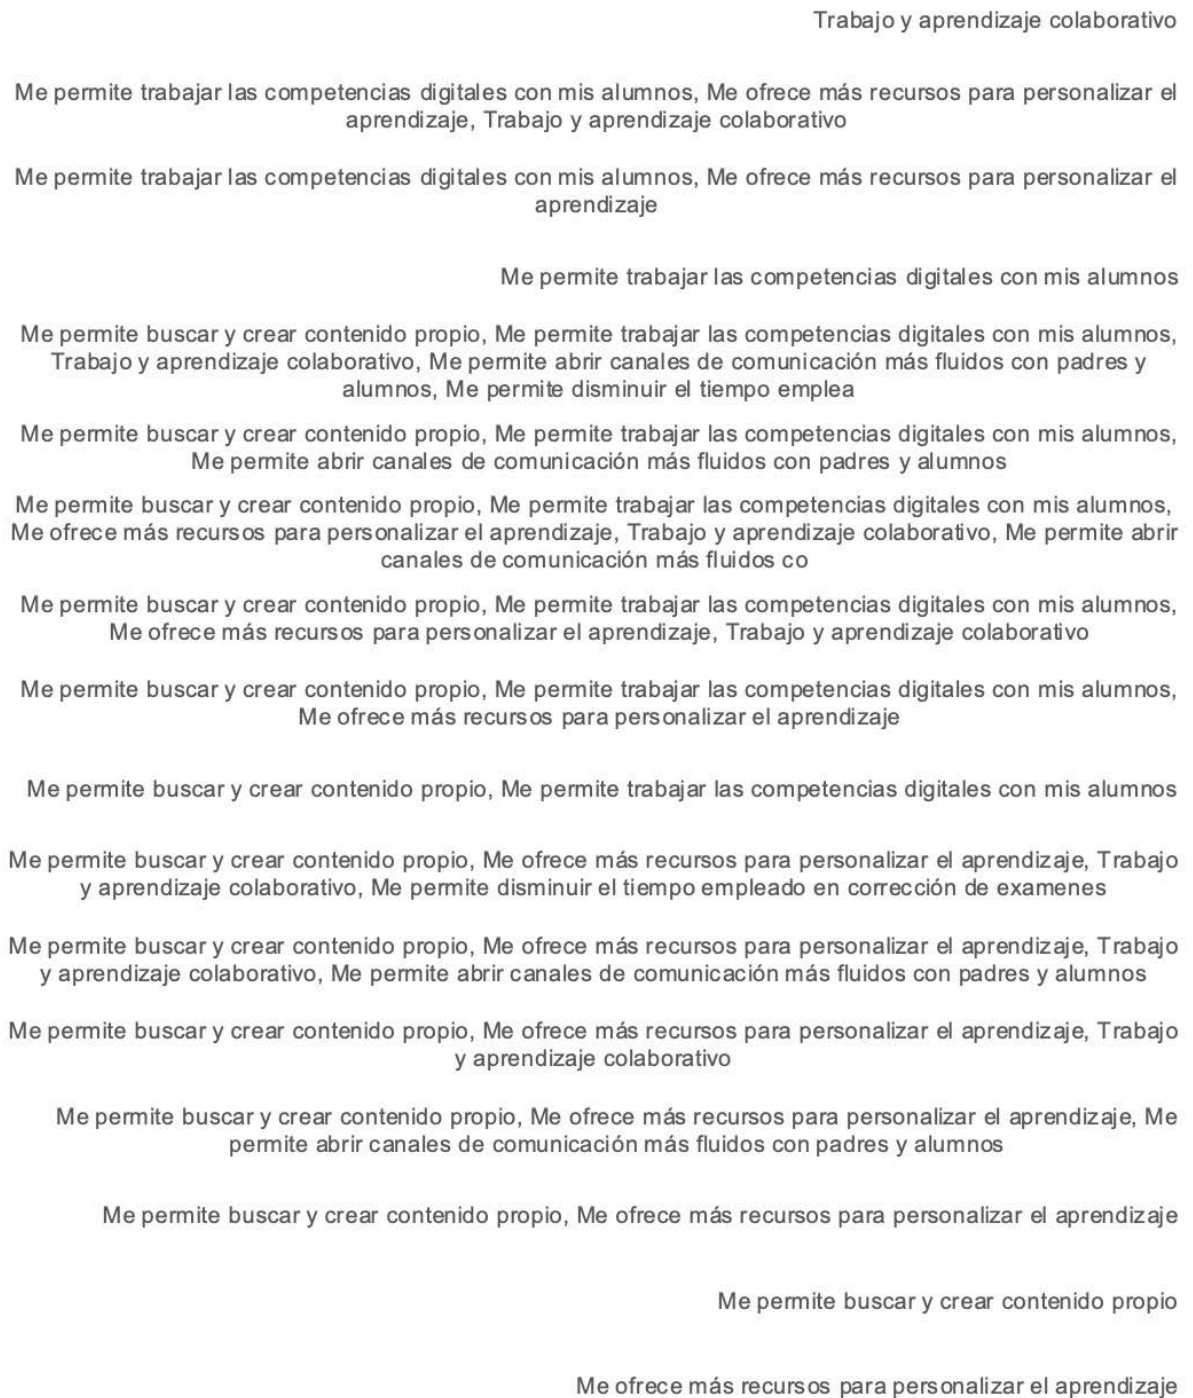 Trabajo y aprendizaje colaborativo
Me permite trabajar las competencias digitales con mis alumnos, Me ofrece más recursos para personalizar el
aprendizaje, Trabajo y aprendizaje colaborativo
Me permite trabajar las competencias digitales con mis alumnos, Me ofrece más recursos para personalizar el
aprendizaje
Me permite trabajar las competencias digitales con mis alumnos
Me permite buscar y crear contenido propio, Me permite trabajar las competencias digitales con mis alumnos,
Trabajo y aprendizaje colaborativo, Me permite abrir canales de comunicación más fluidos con padres y
alumnos, Me permite disminuir el tiempo emplea
Me permite buscar y crear contenido propio, Me permite trabajar las competencias digitales con mis alumnos,
Me permite abrir canales de comunicación más fluidos con padres y alumnos
Me permite buscar y crear contenido propio, Me permite trabajar las competencias digitales con mis alumnos,
Me ofrece más recursos para personalizar el aprendizaje, Trabajo y aprendizaje colaborativo, Me permite abrir
canales de comunicación más fluidos co
Me permite buscar y crear contenido propio, Me permite trabajar las competencias digitales con mis alumnos,
Me ofrece más recursos para personalizar el aprendizaje, Trabajo y aprendizaje colaborativo
Me permite buscar y crear contenido propio, Me permite trabajar las competencias digitales con mis alumnos,
Me ofrece más recursos para personalizar el aprendizaje
Me permite buscar y crear contenido propio, Me permite trabajar las competencias digitales con mis alumnos
Me permite buscar y crear contenido propio, Me ofrece más recursos para personalizar el aprendizaje, Trabajo
y aprendizaje colaborativo, Me permite disminuir el tiempo empleado en corrección de examenes
Me permite buscar y crear contenido propio, Me ofrece más recursos para personalizar el aprendizaje, Trabajo
y aprendizaje colaborativo, Me permite abrir canales de comunicación más fluidos con padres y alumnos
Me permite buscar y crear contenido propio, Me ofrece más recursos para personalizar el aprendizaje, Trabajo
y aprendizaje colaborativo
Me permite buscar y crear contenido propio, Me ofrece más recursos para personalizar el aprendizaje, Me
permite abrir canales de comunicación más fluidos con padres y alumnos
Me permite buscar y crear contenido propio, Me ofrece más recursos para personalizar el aprendizaje
Me permite buscar y crear contenido propio
Me ofrece más recursos para personalizar el aprendizaje